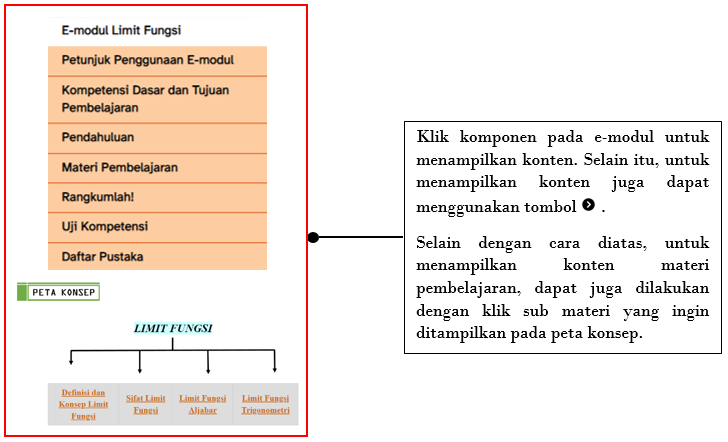 E-modul Limit Fungsi
Petunjuk Penggunaan E-modul
Kompetensi Dasar dan Tujuan
Pembelajaran
Pendahuluan
Materi Pembelajaran
Rangkumlah!
Uji Kompetensi
Daftar Pustaka
PETA KONSEP
LIMIT FUNGSI
Definisi dan
Konsep Limit
Fungsi
Sifat Limit
Fungsi
Limit Fungsi
Aljabar
Limit Fungsi
Trigonometri
Klik komponen pada e-modul untuk
menampilkan konten. Selain itu, untuk
menampilkan konten juga dapat
menggunakan tombol .
Selain dengan cara diatas, untuk
menampilkan konten materi
pembelajaran, dapat juga dilakukan
dengan klik sub materi yang ingin
ditampilkan pada peta konsep.